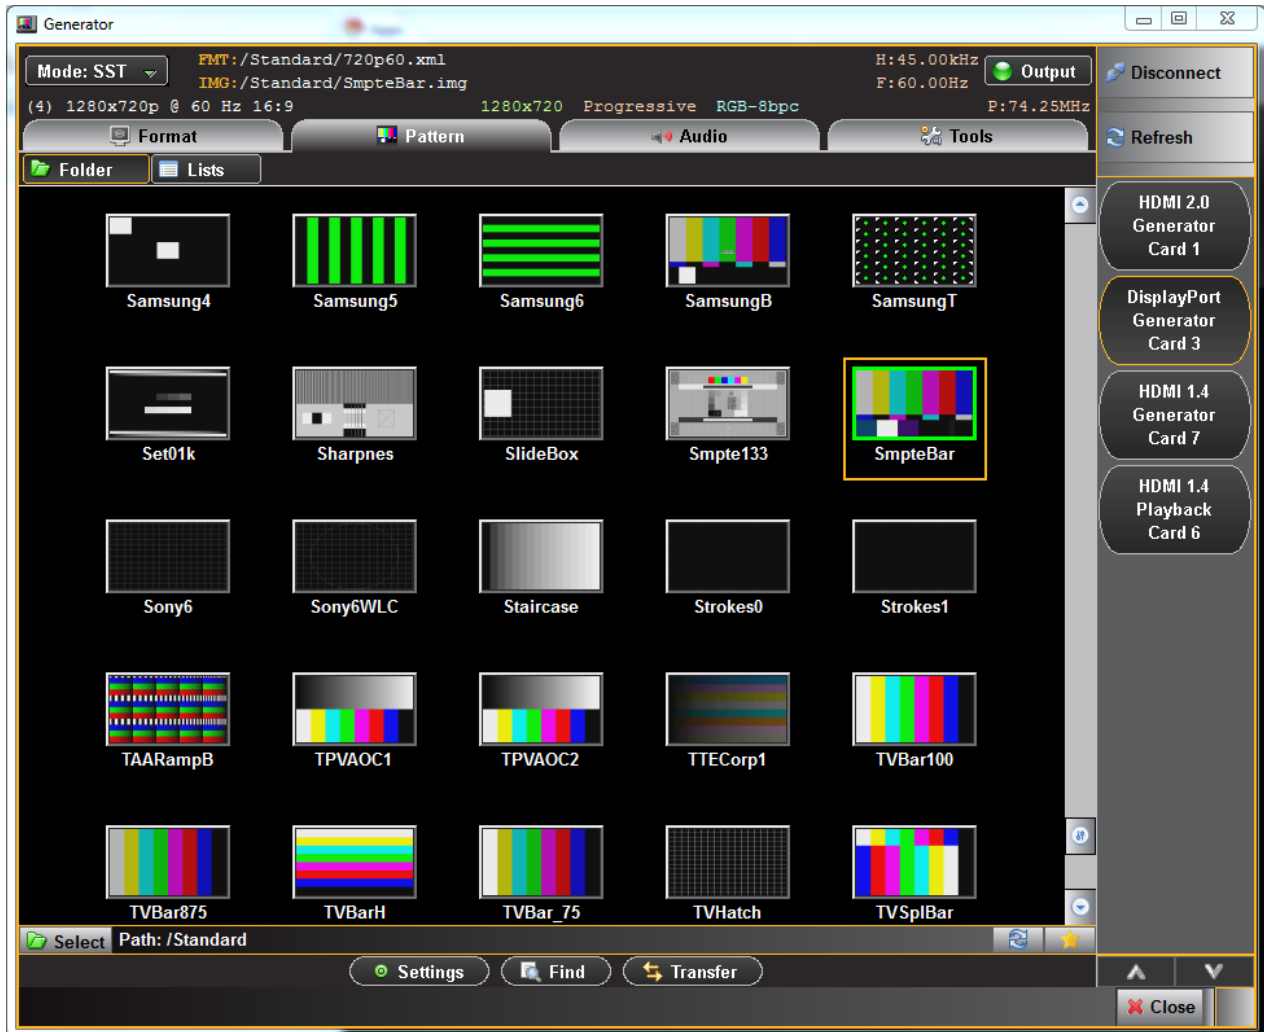 Generator
Mode: SST
FMT:/Standard/720p60.xml
IMG:/Standard/SmpteBar.img
H:45.00kHz
F:60.00Hz
Output
(4) 1280x720p @ 60 Hz 16:9
1280x720 Progressive RGB-8bpc
P:74.25MHz
Disconnect
Refresh
Format
Pattern
Audio
Tools
Folder
Lists
Samsung4
Samsung5
Samsung6
SamsungB
SamsungT
Set01k
Sharpnes
SlideBox
Smpte133
SmpteBar
Sony6
Sony6WLC
Staircase
Strokes0
Strokes1
TAARampB
TPVAOC1
TPVAOC2
TTECorp1
TVBar100
TVBar875
TVBarH
TVBar_75
TVHatch
TVSplBar
HDMI 2.0
Generator
Card 1
DisplayPort
Generator
Card 3
HDMI 1.4
Generator
Card 7
HDMI 1.4
Playback
Card 6
Select
Path: /Standard
Settings
Find
Transfer
Close